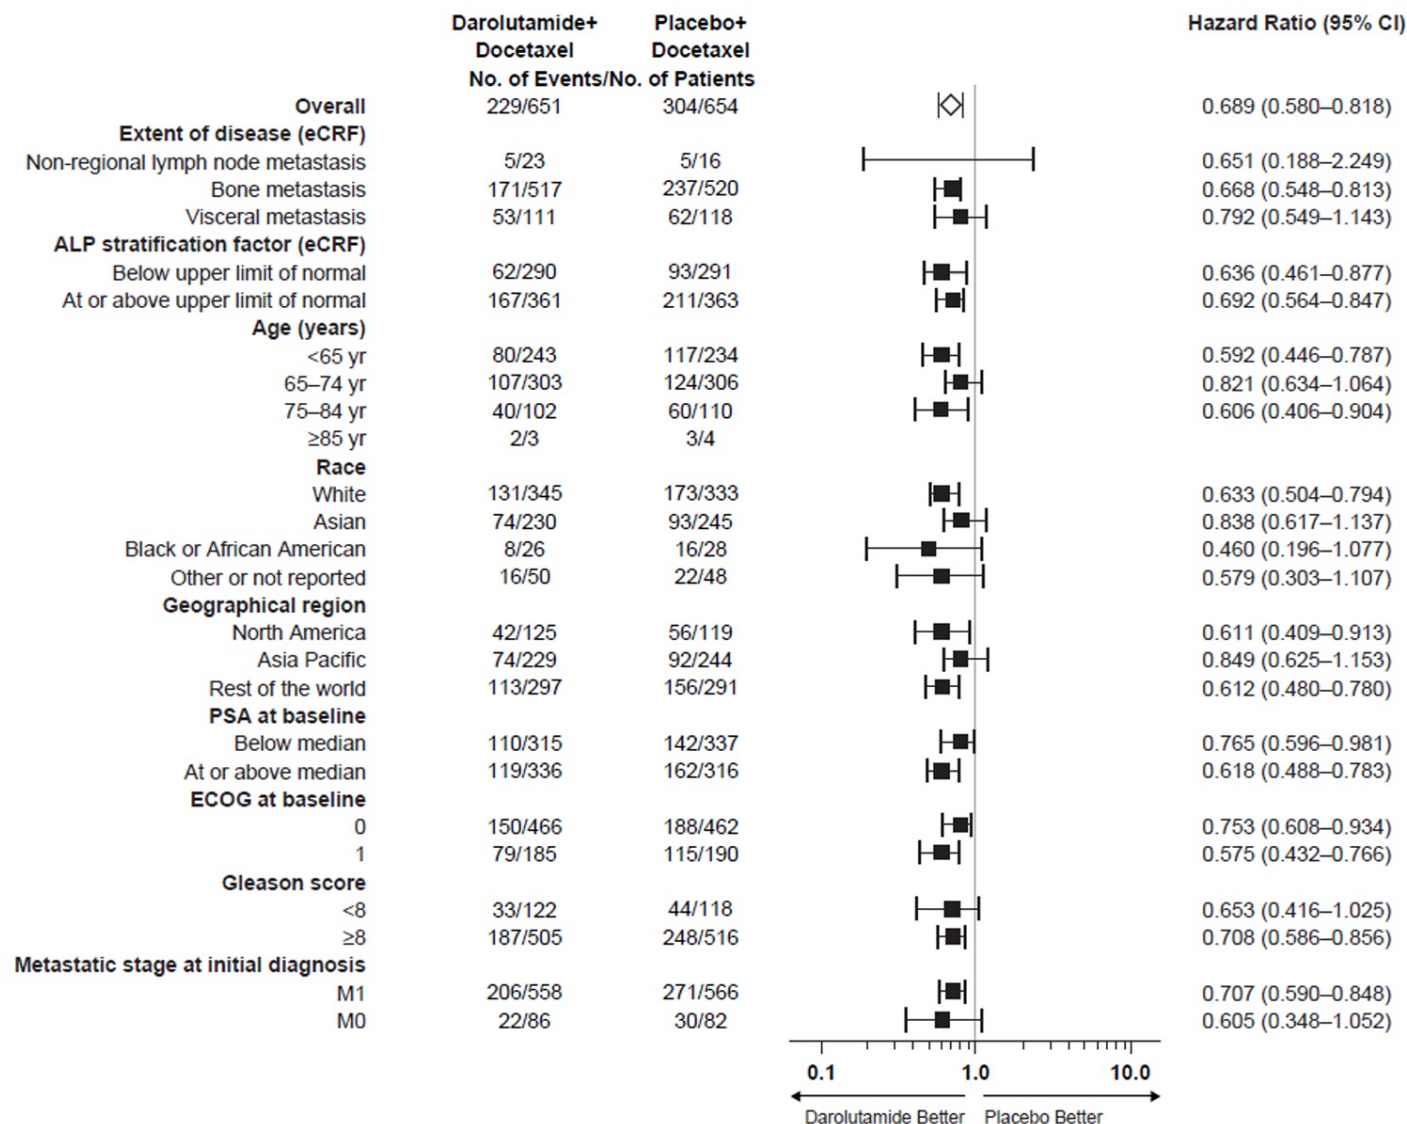 Darolutamide+ Placebo+ Hazard Ratio (95% CI)
Docetaxel Docetaxel
No. of Events/No. of Patients
Overall 229/651 304/654 0.689 (0.580–0.818)
Extent of disease (eCRF)
Non-regional lymph node metastasis 5/23 5/16 0.651 (0.188–2.249)
Bone metastasis 171/517 237/520 0.668 (0.548–0.813)
Visceral metastasis 53/111 62/118 0.792 (0.549–1.143)
ALP stratification factor (eCRF)
Below upper limit of normal 62/290 93/291 0.636 (0.461–0.877)
At or above upper limit of normal 167/361 211/363 0.692 (0.564–0.847)
Age (years)
<65 yr 80/243 117/234 0.592 (0.446–0.787)
65–74 yr 107/303 124/306 0.821 (0.634–1.064)
75–84 yr 40/102 60/110 0.606 (0.406–0.904)
≥85 yr 2/3 3/4
Race
White 131/345 173/333 0.633 (0.504–0.794)
Asian 74/230 93/245 0.838 (0.617–1.137)
Black or African American 8/26 16/28 0.460 (0.196–1.077)
Other or not reported 16/50 22/48 0.579 (0.303–1.107)
Geographical region
North America 42/125 56/119 0.611 (0.409–0.913)
Asia Pacific 74/229 92/244 0.849 (0.625–1.153)
Rest of the world 113/297 156/291 0.612 (0.480–0.780)
PSA at baseline
Below median 110/315 142/337 0.765 (0.596–0.981)
At or above median 119/336 162/316 0.618 (0.488–0.783)
ECOG at baseline
0 150/466 188/462 0.753 (0.608–0.934)
1 79/185 115/190 0.575 (0.432–0.766)
Gleason score
<8 33/122 44/118 0.653 (0.416–1.025)
≥8 187/505 248/516 0.708 (0.586–0.856)
Metastatic stage at initial diagnosis
M1 206/558 271/566 0.707 (0.590–0.848)
M0 22/86 30/82 0.605 (0.348–1.052)
0.1 1.0 10.0
Darolutamide Better Placebo Better